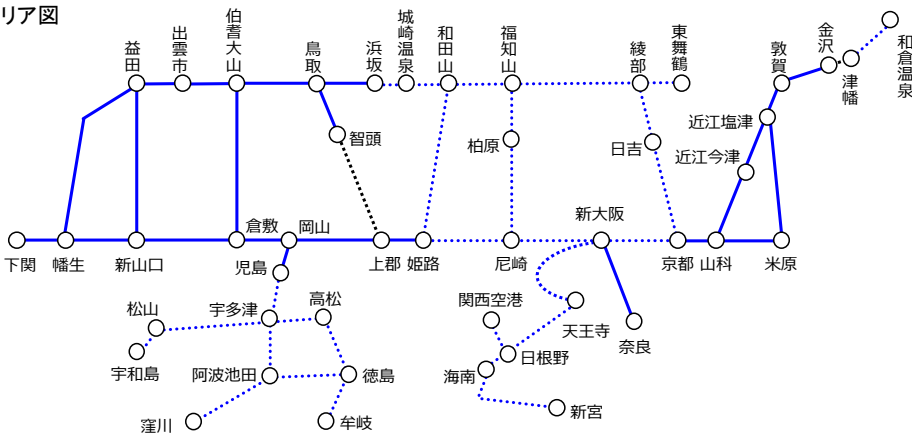 リア図
益田
出雲市
伯耆大山
鳥取
浜坂
城崎温泉
和田山
福知山
綾部
東舞鶴
敦賀
金沢
津幡
和倉温泉
智頭
柏原
日吉
近江塩津
近江今津
下関
幡生
新山口
倉敷
岡山
児島
上郡
姫路
尼崎
新大阪
京都
山科
米原
松山
宇多津
高松
宇和島
阿波池田
徳島
窪川
牟岐
関西空港
天王寺
日根野
海南
新宮
奈良